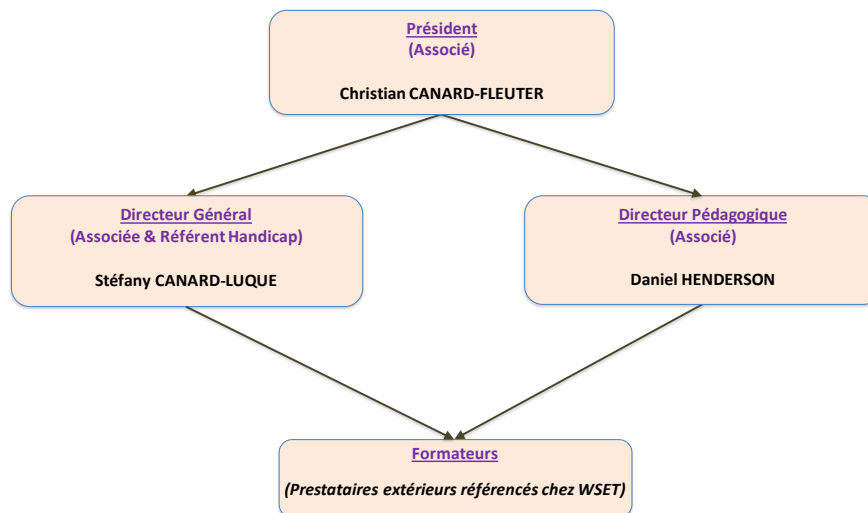 Président
(Associé)
Christian CANARD-FLEUTER
Directeur Général
(Associée & Référent Handicap)
Stéfany CANARD-LUQUE
Directeur Pédagogique
(Associé)
Daniel HENDERSON
Formateurs
(Prestataires extérieurs référencés chez WSET)